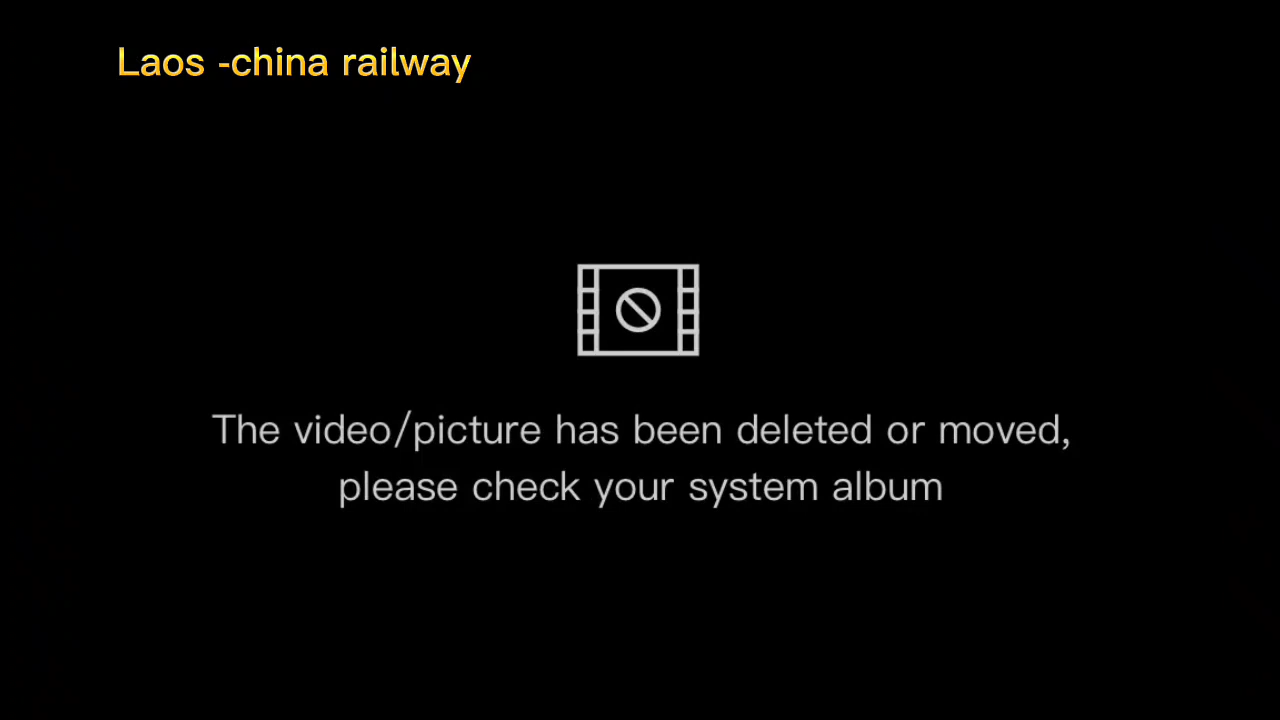 Laos -china railway
The video/picture has been deleted or moved,
please check your system album